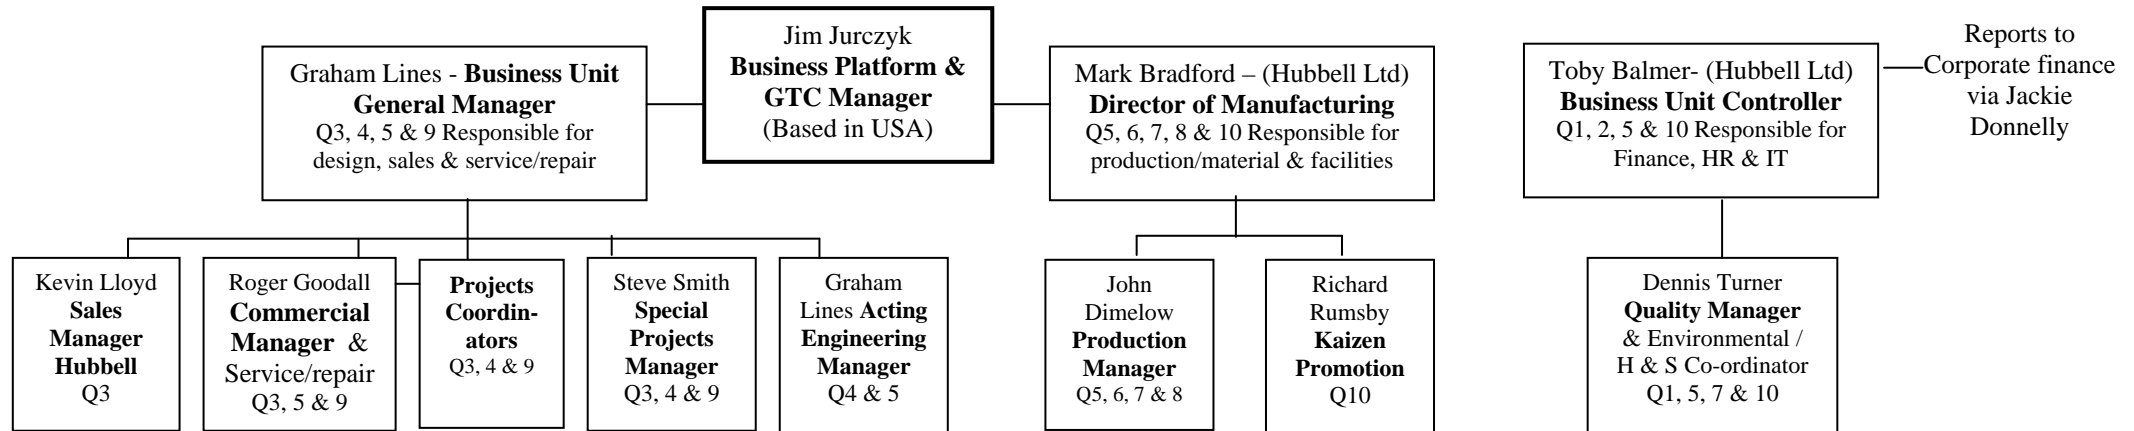 Jim Jurczyk
Business Platform &
GTC Manager
(Based in USA)
Graham Lines - Business Unit
General Manager
Q3, 4, 5 & 9 Responsible for
design, sales & service/repair
Mark Bradford – (Hubbell Ltd)
Director of Manufacturing
Q5, 6, 7, 8 & 10 Responsible for
production/material & facilities
Toby Balmer- (Hubbell Ltd)
Business Unit Controller
Q1, 2, 5 & 10 Responsible for
Finance, HR & IT
Reports to
Corporate finance
via Jackie
Donnelly
Kevin Lloyd
Sales
Manager
Hubbell
Q3
Roger Goodall
Commercial
Manager &
Service/repair
Q3, 5 & 9
Projects
Coordin-
ators
Q3, 4 & 9
Steve Smith
Special
Projects
Manager
Q3, 4 & 9
Graham
Lines Acting
Engineering
Manager
Q4 & 5
John
Dimelow
Production
Manager
Q5, 6, 7 & 8
Richard
Rumsby
Kaizen
Promotion
Q10
Dennis Turner
Quality Manager
& Environmental /
H & S Co-ordinator
Q1, 5, 7 & 10